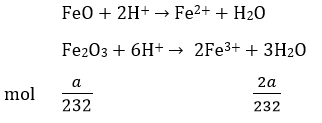 FeO + 2H⁺ → Fe²⁺ + H₂O
Fe₂O₃ + 6H⁺ → 2Fe³⁺ + 3H₂O
mol a/232 2a/232